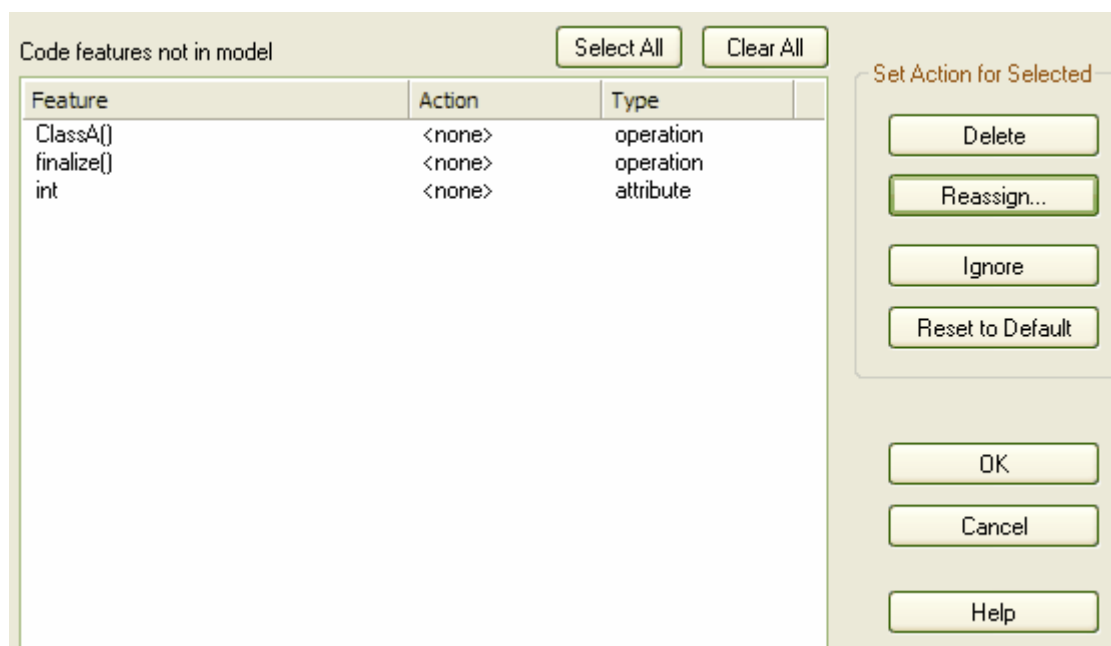 Code features not in model Select All Clear All
Set Action for Selected
Feature Action Type
ClassA() <none> operation
finalize() <none> operation
int <none> attribute
Delete
Reassign...
Ignore
Reset to Default
OK
Cancel
Help